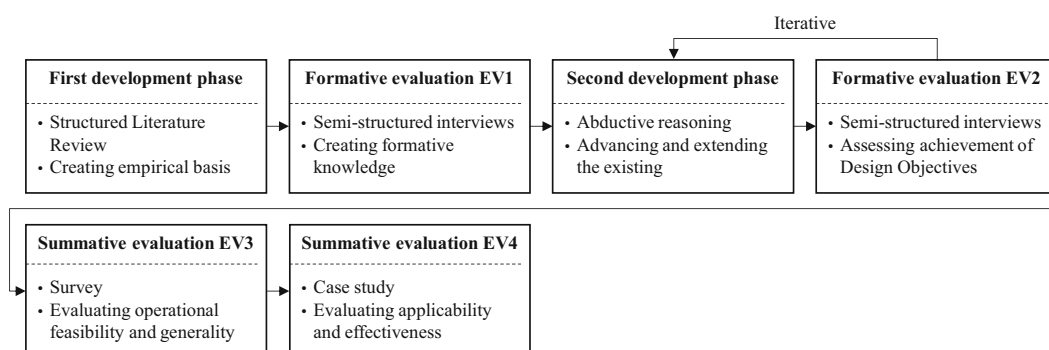 Iterative
First development phase
• Structured Literature
Review
• Creating empirical basis
Formative evaluation EV1
• Semi-structured interviews
• Creating formative
knowledge
Second development phase
• Abductive reasoning
• Advancing and extending
the existing
Formative evaluation EV2
• Semi-structured interviews
• Assessing achievement of
Design Objectives
Summative evaluation EV3
• Survey
• Evaluating operational
feasibility and generality
Summative evaluation EV4
• Case study
• Evaluating applicability
and effectiveness